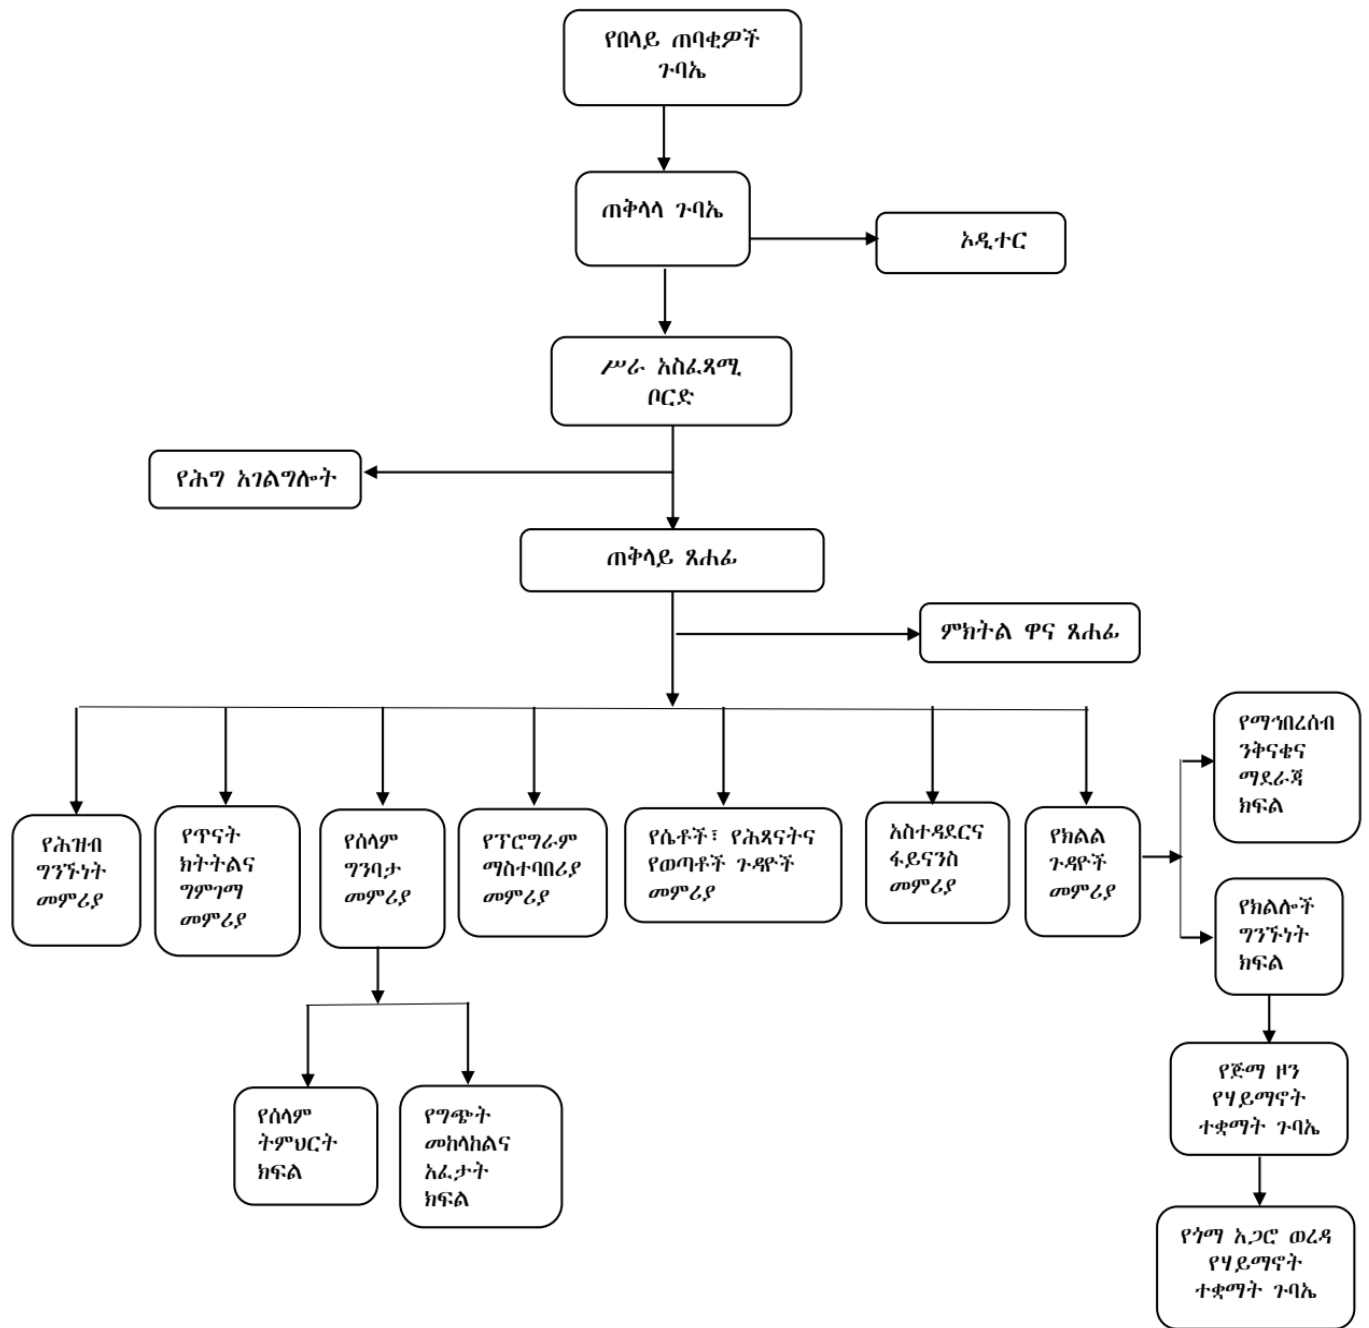 የበላይ ጠባቂዎች
ጉባኤ
ጠቅላላ ጉባኤ
ኦዲተር
ሥራ አስፈጻሚ
ቦርድ
የሕግ አገልግሎት
ጠቅላይ ጸሐፊ
ምክትል ዋና ጸሐፊ
የሕዝብ
ግንኙነት
መምሪያ
የጥናት
ክትትልና
ግምገማ
መምሪያ
የሰላም
ግንባታ
መምሪያ
የፕሮግራም
ማስተባበሪያ
መምሪያ
የሴቶች፣ የሕጻናትና
የወጣቶች ጉዳዮች
መምሪያ
አስተዳደርና
ፋይናንስ
መምሪያ
የክልል
ጉዳዮች
መምሪያ
የማኅበረሰብ
ንቅናቄና
ማደራጃ
ክፍል
የክልሎች
ግንኙነት
ክፍል
የሰላም
ትምህርት
ክፍል
የግጭት
መከላከልና
አፈታት
ክፍል
የጅማ ዞን
የሃይማኖት
ተቋማት ጉባኤ
የጎማ አጋሮ ወረዳ
የሃይማኖት
ተቋማት ጉባኤ